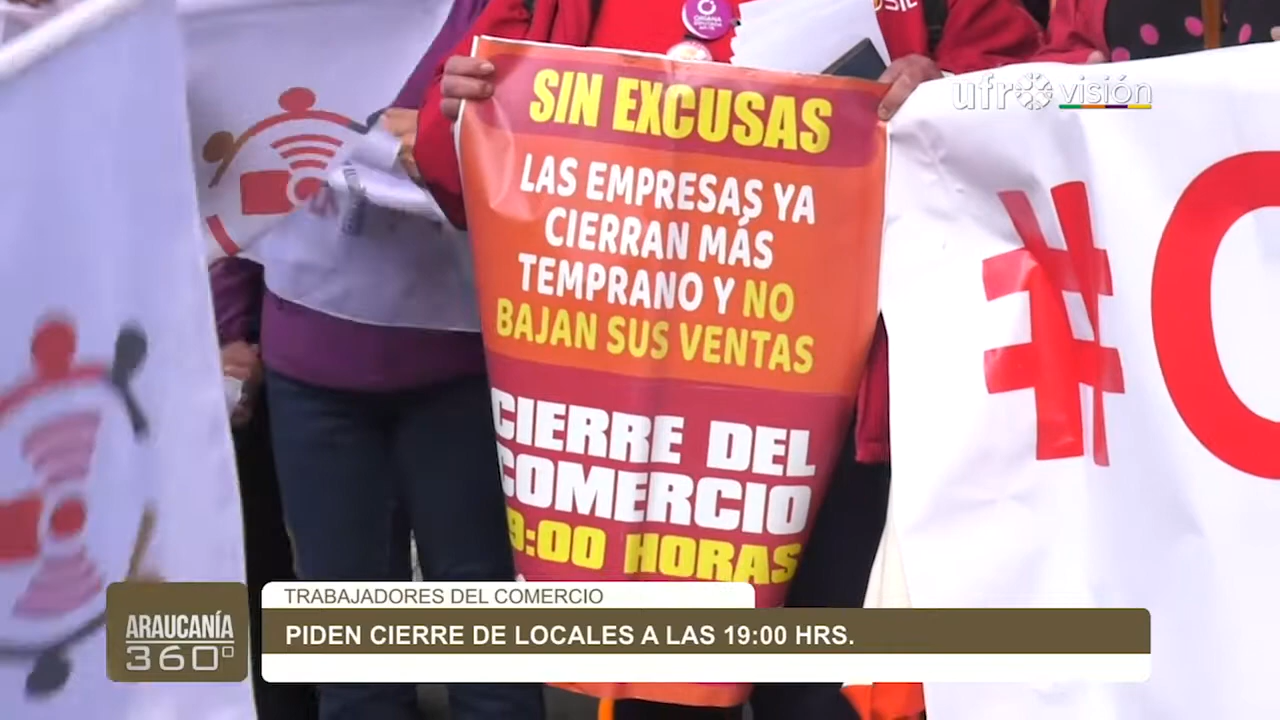 ufro visión
SIN EXCUSAS
LAS EMPRESAS YA
CIERRAN MÁS
TEMPRANO Y NO
BAJAN SUS VENTAS
CIERRE DEL
COMERCIO
9:00 HORAS
#
TRABAJADORES DEL COMERCIO
ARAUCANÍA
360°
PIDEN CIERRE DE LOCALES A LAS 19:00 HRS.